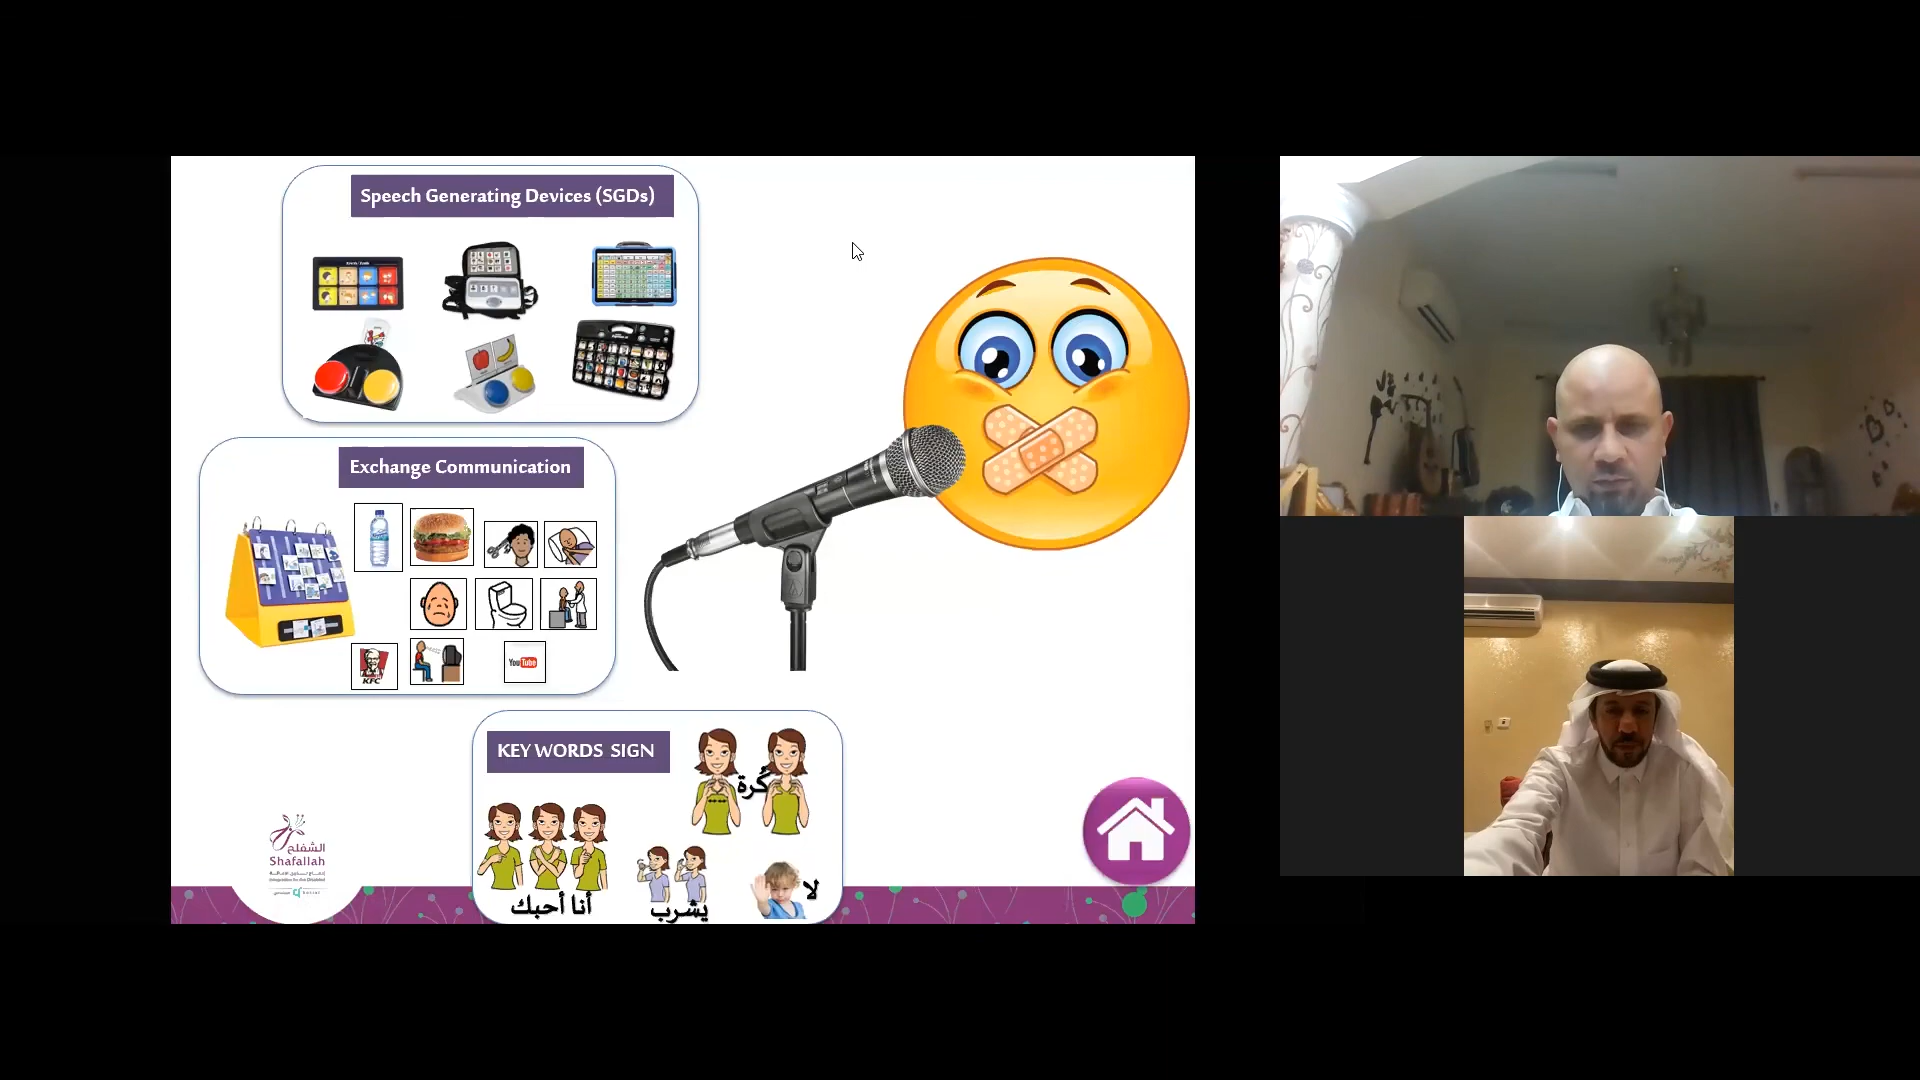 Speech Generating Devices (SGDs)
Exchange Communication
KFC
YouTube
KEY WORDS SIGN
كُرة
أنا أحبك
يشرب
لا
الشفلح
Shafallah